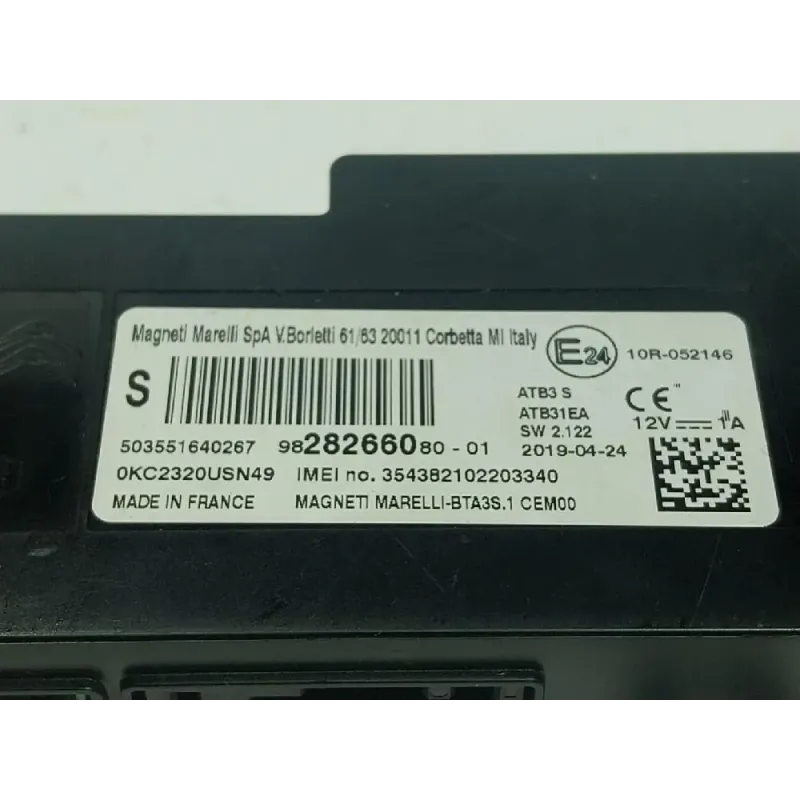 Magneti Marelli SpA V.Borletti 61/63 20011 Corbetta MI Italy
E24 10R-052146
S
ATB3 S
ATB31EA
SW 2.122
2019-04-24
CE
12V 1A
503551640267 9828266080-01
0KC2320USN49 IMEI no. 354382102203340
MADE IN FRANCE MAGNETI MARELLI-BTA3S.1 CEM00